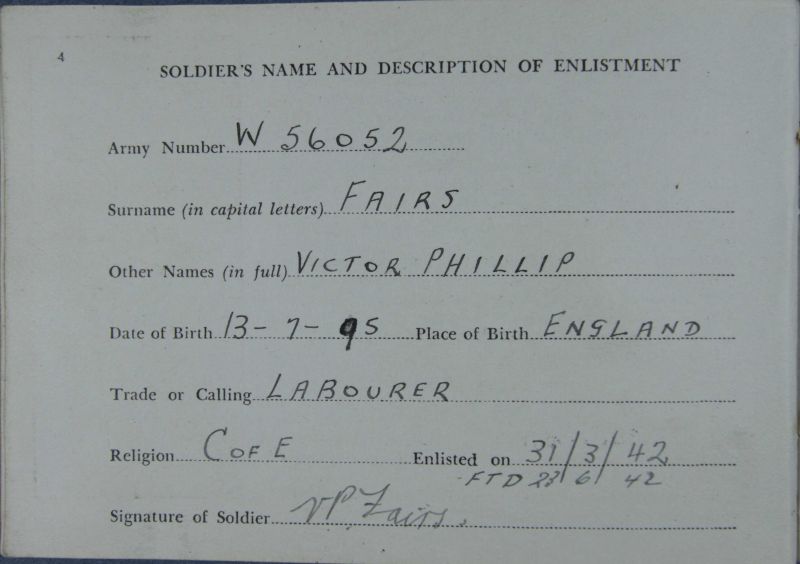 4
SOLDIER'S NAME AND DESCRIPTION OF ENLISTMENT
Army Number W 56052
Surname (in capital letters) FAIRS
Other Names (in full) VICTOR PHILLIP
Date of Birth 13-7-95 Place of Birth ENGLAND
Trade or Calling LABOURER
Religion C OF E Enlisted on 31/3/42
FTD 23/6/42
Signature of Soldier VP Fairs.